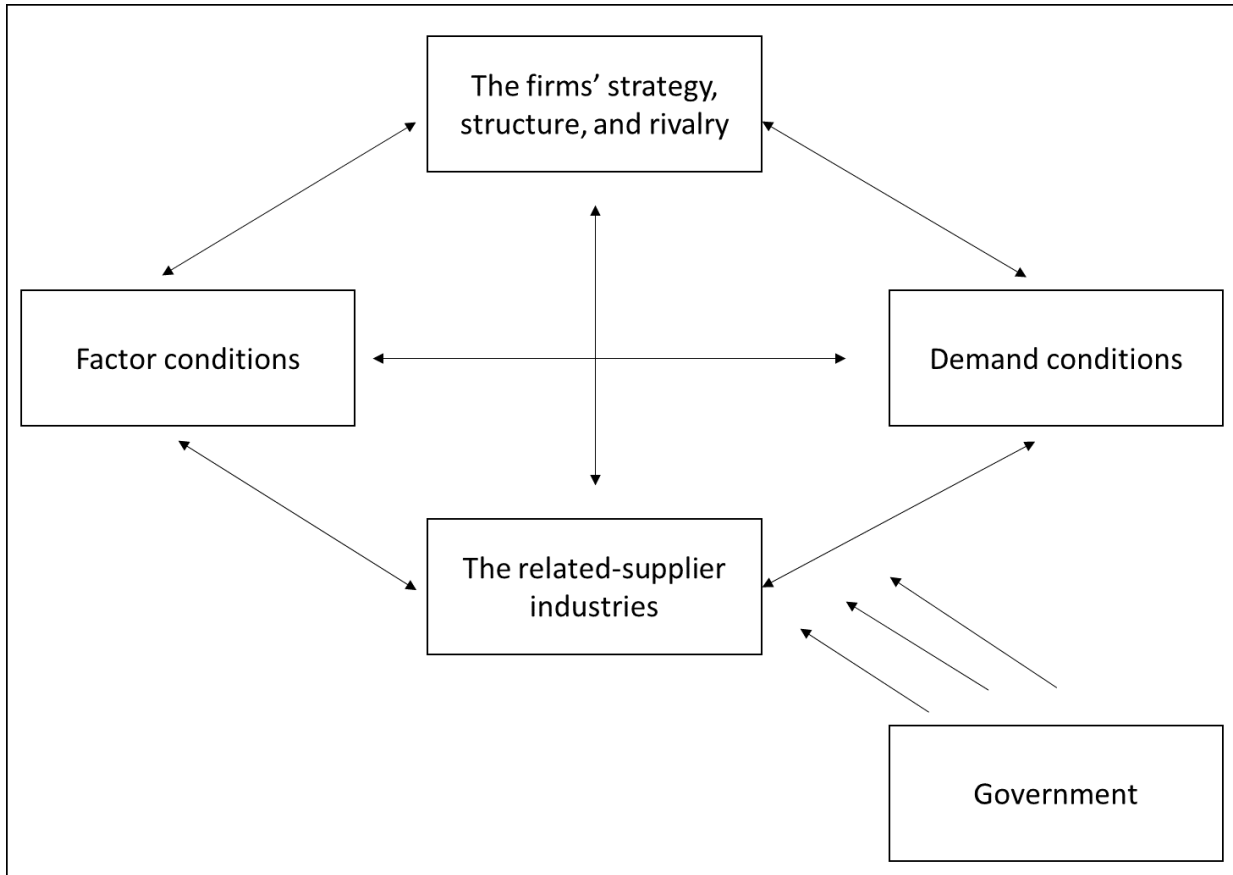 The firms’ strategy,
structure, and rivalry
Factor conditions
Demand conditions
The related-supplier
industries
Government